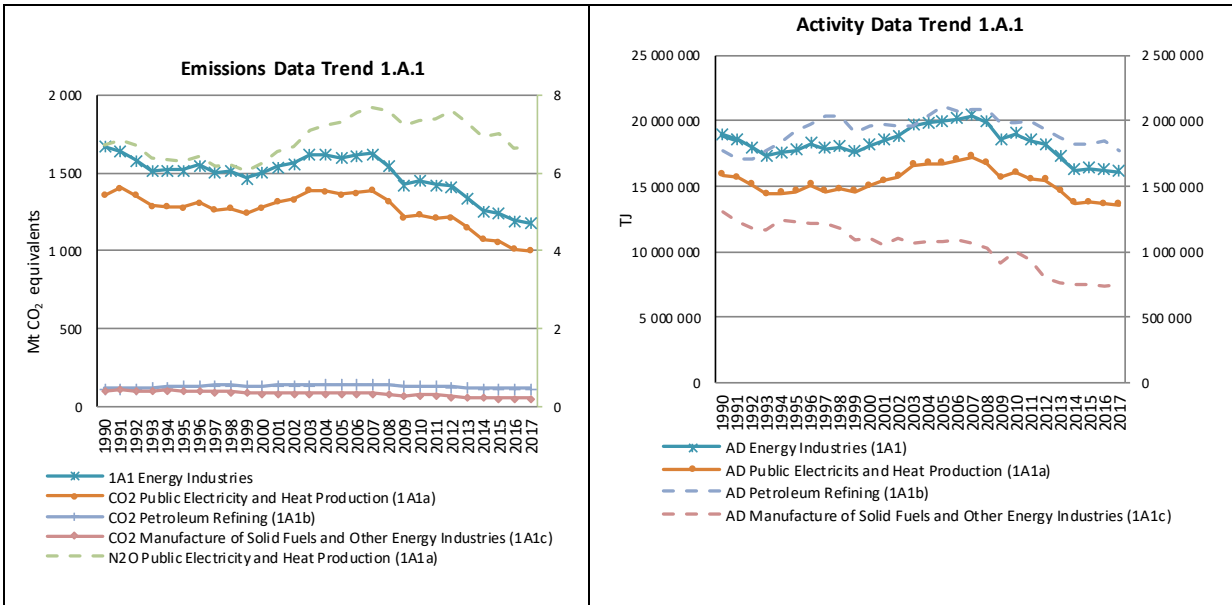 Emissions Data Trend 1.A.1
2 000
1 500
1 000
500
0
8
6
4
2
0
Mt CO₂ equivalents
1990 1991 1992 1993 1994 1995 1996 1997 1998 1999 2000 2001 2002 2003 2004 2005 2006 2007 2008 2009 2010 2011 2012 2013 2014 2015 2016 2017
1A1 Energy Industries
CO2 Public Electricity and Heat Production (1A1a)
CO2 Petroleum Refining (1A1b)
CO2 Manufacture of Solid Fuels and Other Energy Industries (1A1c)
N2O Public Electricity and Heat Production (1A1a)
Activity Data Trend 1.A.1
25 000 000
20 000 000
15 000 000
10 000 000
5 000 000
0
2 500 000
2 000 000
1 500 000
1 000 000
500 000
0
TJ
1990 1991 1992 1993 1994 1995 1996 1997 1998 1999 2000 2001 2002 2003 2004 2005 2006 2007 2008 2009 2010 2011 2012 2013 2014 2015 2016 2017
AD Energy Industries (1A1)
AD Public Electricits and Heat Production (1A1a)
AD Petroleum Refining (1A1b)
AD Manufacture of Solid Fuels and Other Energy Industries (1A1c)